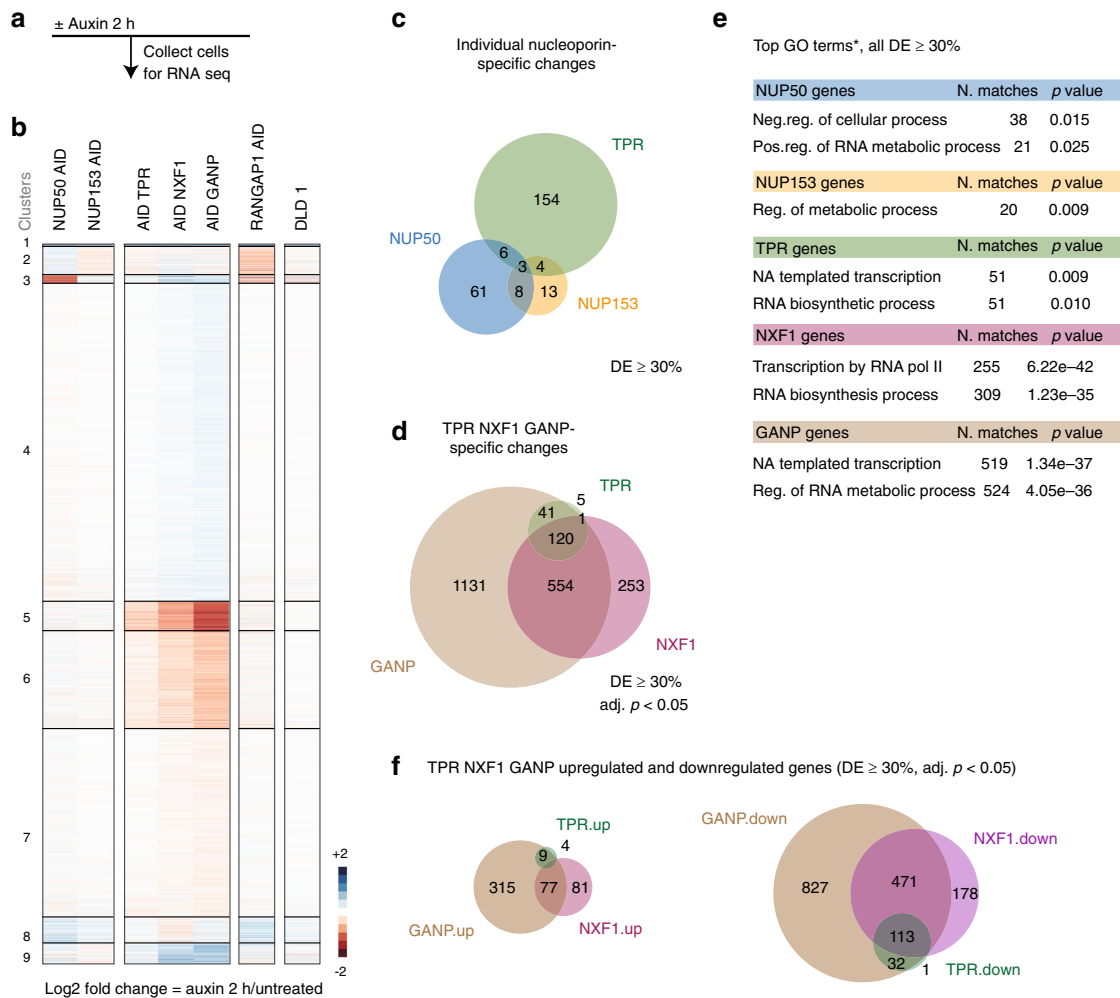 a
± Auxin 2 h
Collect cells
for RNA seq
b
Clusters
NUP50 AID
NUP153 AID
AID TPR
AID NXF1
AID GANP
RANGAP1 AID
DLD 1
1
2
3
4
5
6
7
8
9
+2
-2
Log2 fold change = auxin 2 h/untreated
c
Individual nucleoporin-
specific changes
TPR
154
NUP50
6
3
4
61
8
13
NUP153
DE ≥ 30%
d
TPR NXF1 GANP-
specific changes
TPR
5
41
1
120
1131
554
253
NXF1
GANP
DE ≥ 30%
adj. p < 0.05
e
Top GO terms*, all DE ≥ 30%
NUP50 genes N. matches p value
Neg.reg. of cellular process 38 0.015
Pos.reg. of RNA metabolic process 21 0.025
NUP153 genes N. matches p value
Reg. of metabolic process 20 0.009
TPR genes N. matches p value
NA templated transcription 51 0.009
RNA biosynthetic process 51 0.010
NXF1 genes N. matches p value
Transcription by RNA pol II 255 6.22e–42
RNA biosynthesis process 309 1.23e–35
GANP genes N. matches p value
NA templated transcription 519 1.34e–37
Reg. of RNA metabolic process 524 4.05e–36
f
TPR NXF1 GANP upregulated and downregulated genes (DE ≥ 30%, adj. p < 0.05)
TPR.up
4
9
315
77
81
GANP.up
NXF1.up
GANP.down
NXF1.down
827
471
178
113
32
1
TPR.down